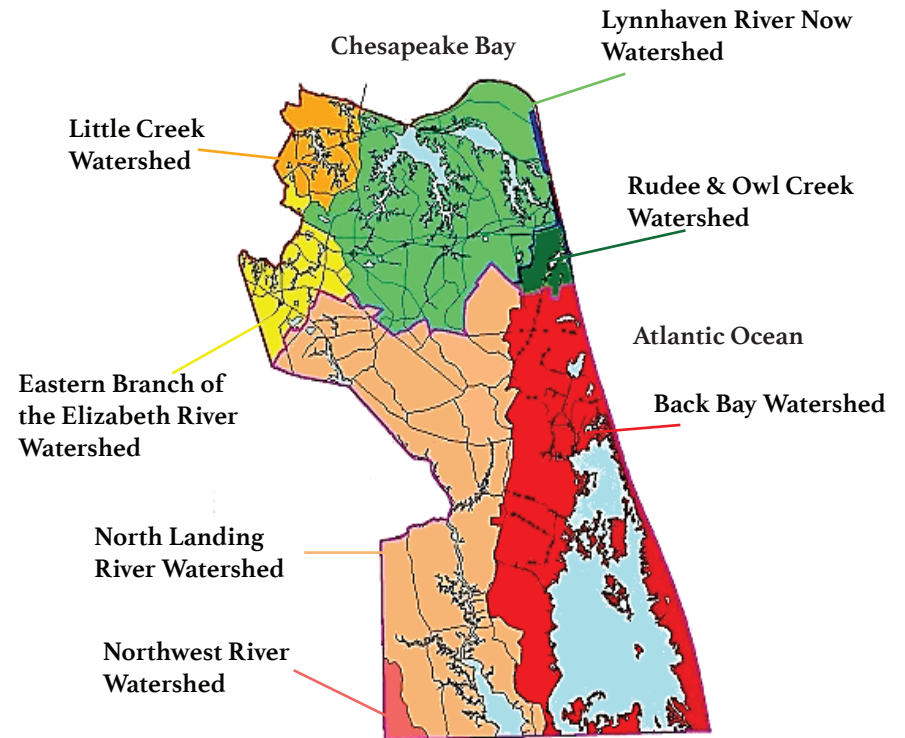 Lynnhaven River Now
Watershed
Chesapeake Bay
Little Creek
Watershed
Rudee & Owl Creek
Watershed
Atlantic Ocean
Eastern Branch of
the Elizabeth River
Watershed
Back Bay Watershed
North Landing
River Watershed
Northwest River
Watershed